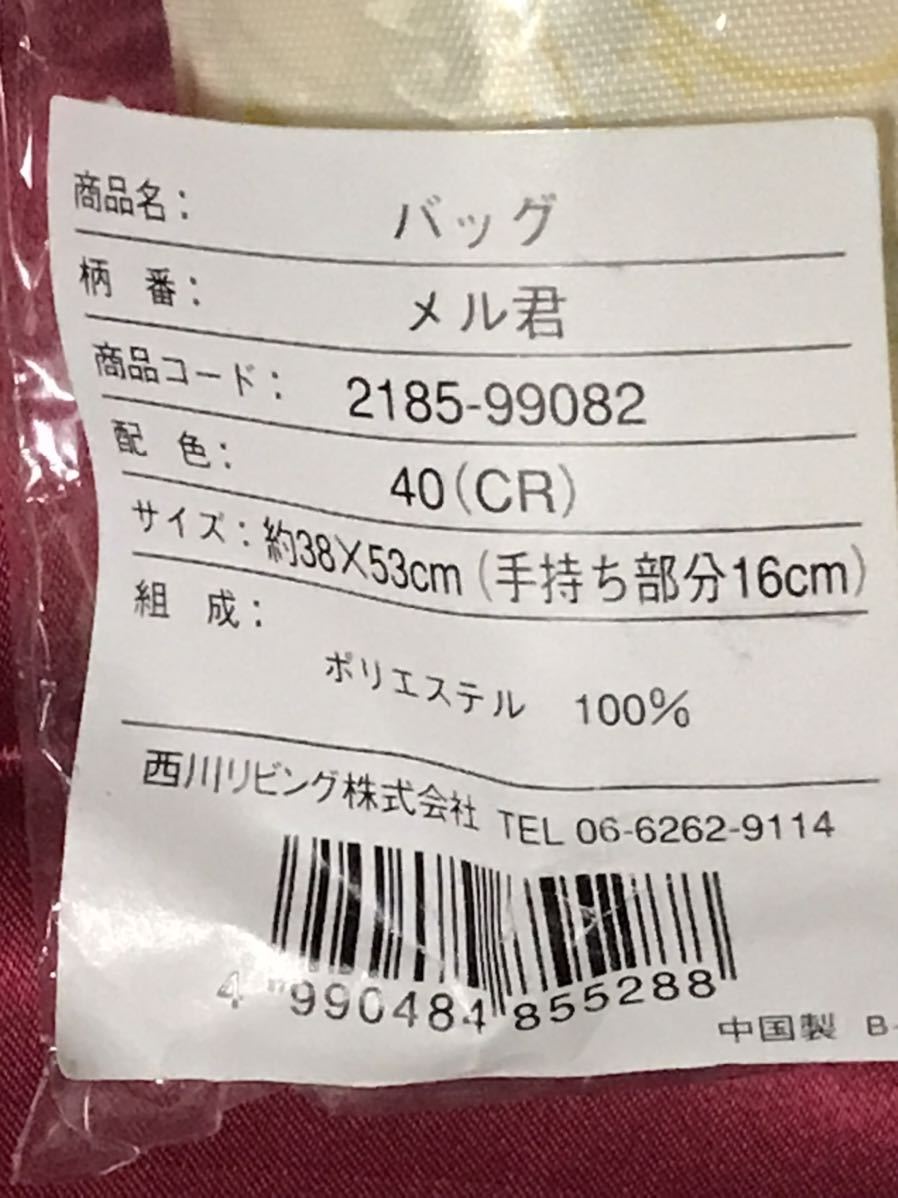 商品名： バッグ
柄 番： メル君
商品コード： 2185-99082
配 色： 40(CR)
サイズ：約38×53cm(手持ち部分16cm)
組 成：
ポリエステル 100%
西川リビング株式会社 TEL 06-6262-9114
4 990484 855288
中国製 B-